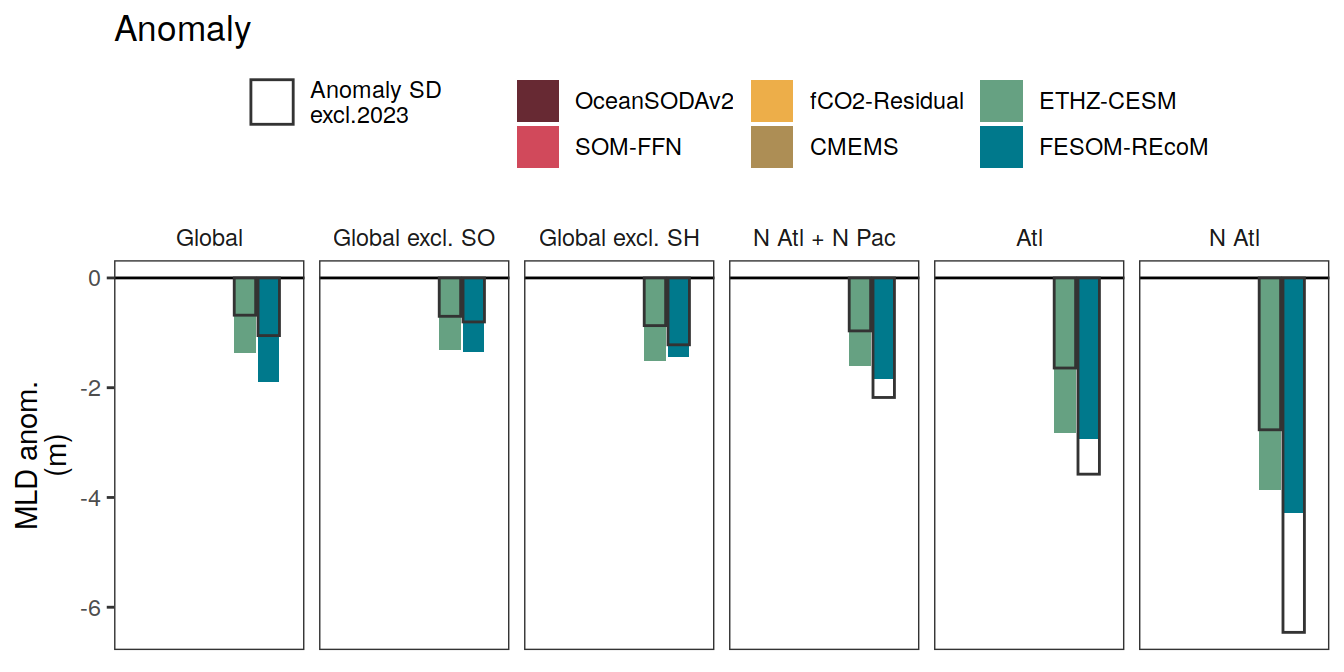 Anomaly
Anomaly SD
excl.2023
OceanSODAv2
fCO2-Residual
ETHZ-CESM
SOM-FFN
CMEMS
FESOM-REcoM
Global
Global excl. SO
Global excl. SH
N Atl + N Pac
Atl
N Atl
MLD anom.
(m)
0
-2
-4
-6